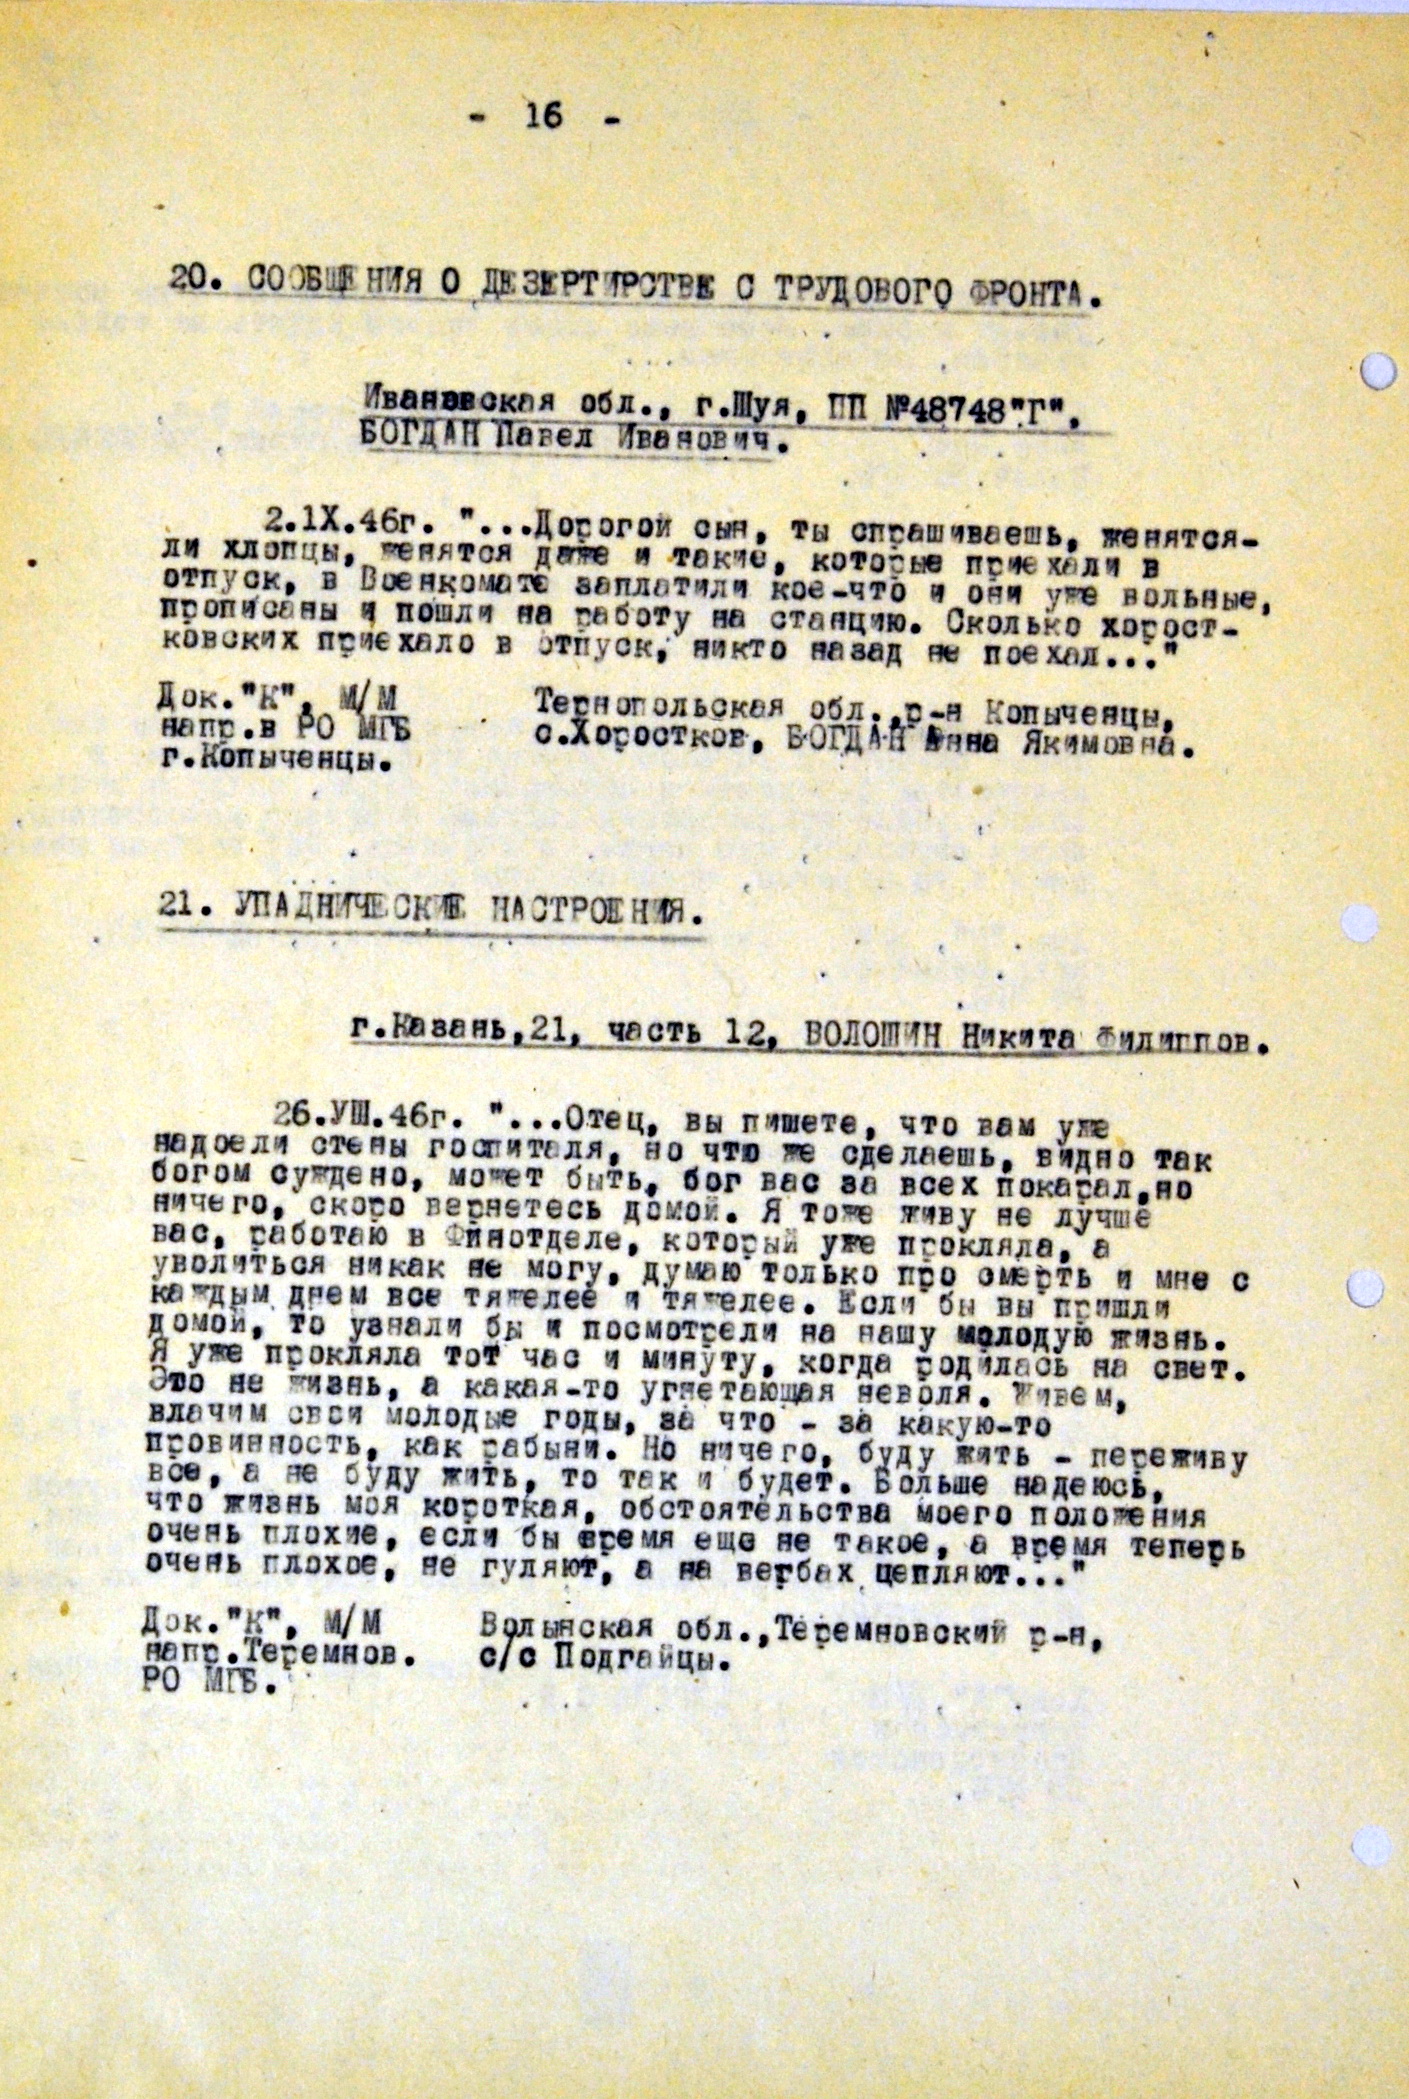 - 16 -
20. СООБЩЕНИЯ О ДЕЗЕРТИРСТВЕ С ТРУДОВОГО ФРОНТА.
Ивановская обл., г.Шуя, ПП №48748"Г".
БОГДАН Павел Иванович.
2.1X.46г. "...Дорогой сын, ты спрашиваешь, женятся-
ли хлопцы, женятся даже и такие, которые приехали в
отпуск, в Военкомате заплатили кое-что и они уже вольные,
прописаны и пошли на работу на станцию. Сколько хорост-
ковских приехало в отпуск, никто назад не поехал..."
Док."К", М/М
напр.в РО МГБ
г.Копыченцы.
Тернопольская обл.,р-н Копыченцы,
с.Хоростков, БОГДАН Анна Якимовна.
21. УПАДНИЧЕСКИЕ НАСТРОЕНИЯ.
г.Казань,21, часть 12, ВОЛОШИН Никита Филиппов.
26.УШ.46г. "...Отец, вы пишете, что вам уже
надоели стены госпиталя, но что же сделаешь, видно так
богом суждено, может быть, бог вас за всех покарал,но
ничего, скоро вернетесь домой. Я тоже живу не лучше
вас, работаю в Финотделе, который уже прокляла, а
уволиться никак не могу, думаю только про смерть и мне с
каждым днем все тяжелее и тяжелее. Если бы вы пришли
домой, то узнали бы и посмотрели на нашу молодую жизнь.
Я уже прокляла тот час и минуту, когда родилась на свет.
Это не жизнь, а какая-то угнетающая неволя. Живем,
влачим свои молодые годы, за что - за какую-то
провинность, как рабыни. Но ничего, буду жить - переживу
все, а не буду жить, то так и будет. Больше надеюсь,
что жизнь моя короткая, обстоятельства моего положения
очень плохие, если бы время еще не такое, а время теперь
очень плохое, не гуляют, а на вербах цепляют..."
Док."К", М/М
напр.Теремнов.
РО МГБ.
Волынская обл.,Теремновский р-н,
с/с Подгайцы.